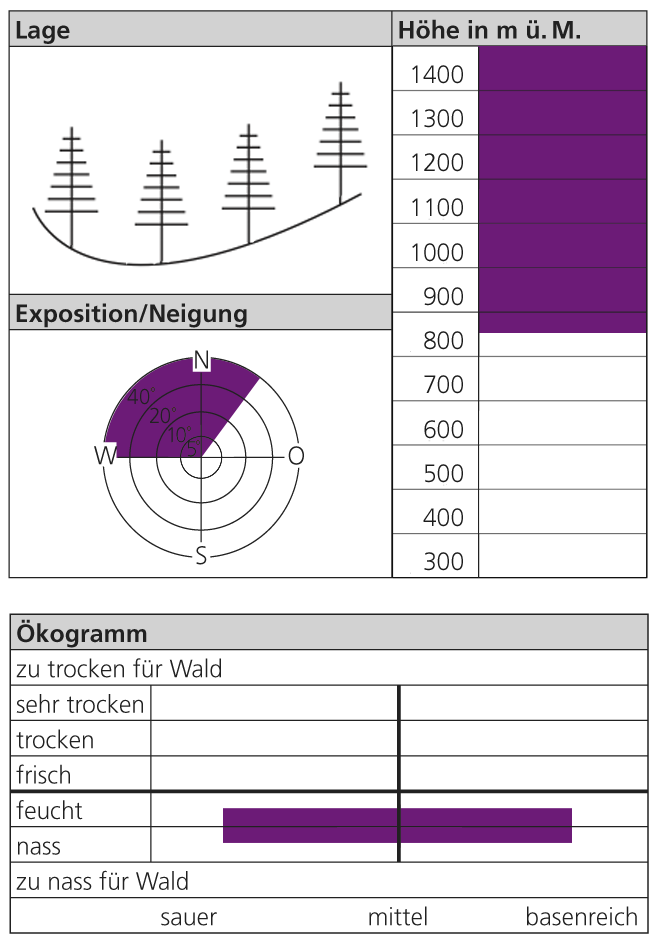 Lage
Höhe in m ü. M.
1400
1300
1200
1100
1000
900
800
700
600
500
400
300
Exposition/Neigung
N
40°
20°
10°
5°
W
O
S
Ökogramm
zu trocken für Wald
sehr trocken
trocken
frisch
feucht
nass
zu nass für Wald
sauer mittel basenreich